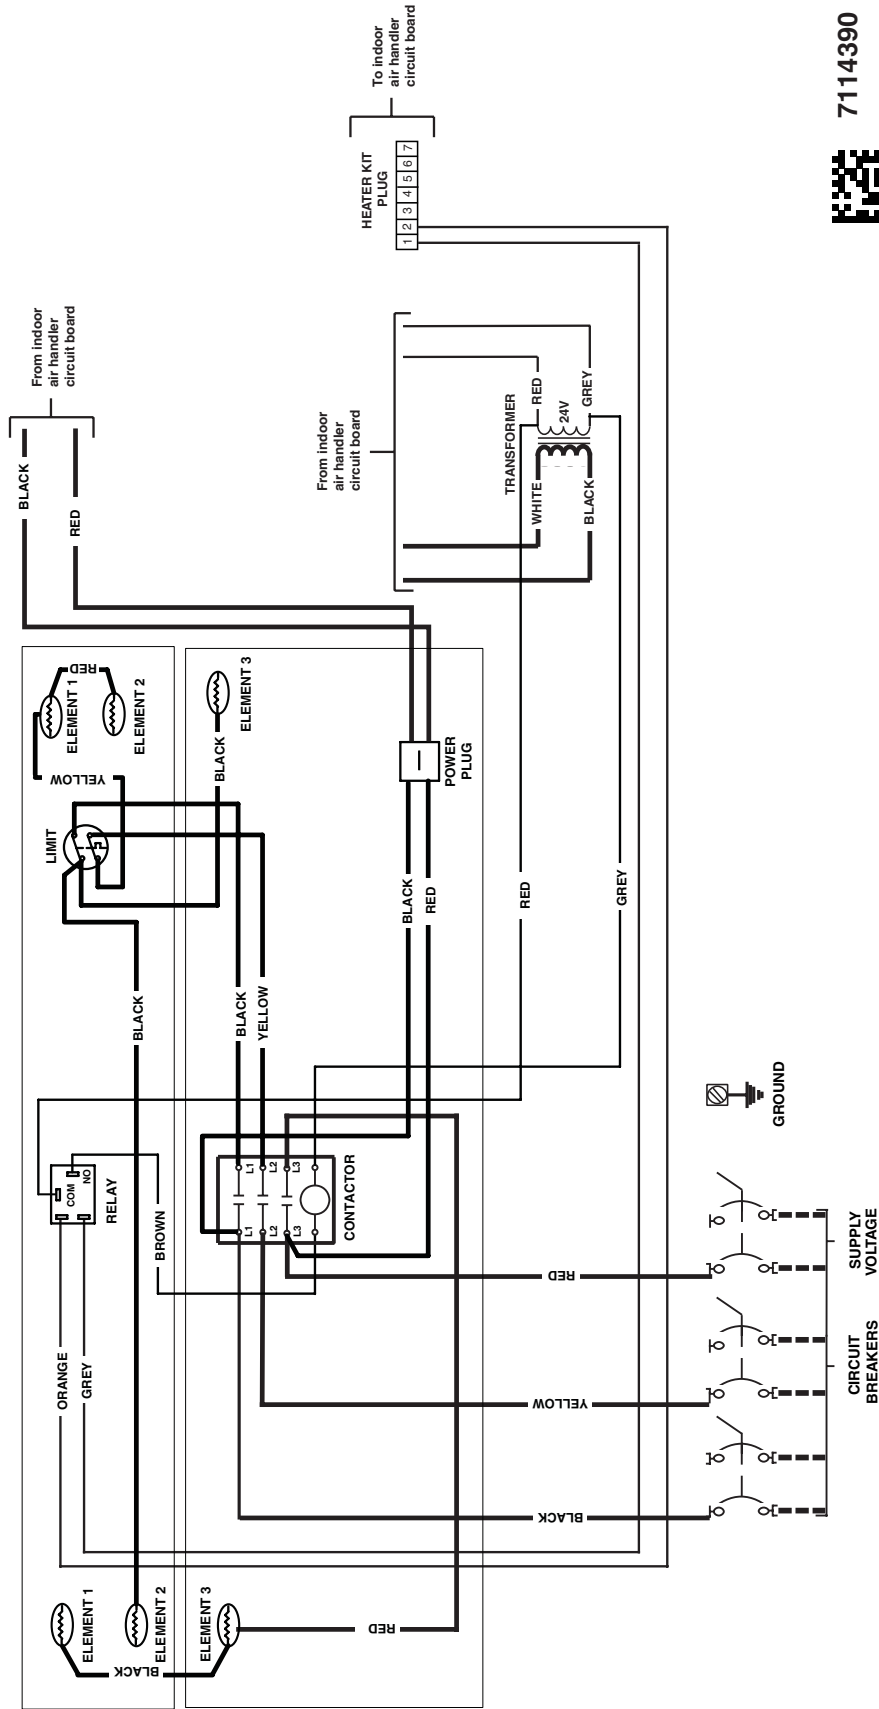 7114390
To indoor
air handler
circuit board
HEATER KIT
PLUG
1 2 3 4 5 6 7
From indoor
air handler
circuit board
BLACK
RED
From indoor
air handler
circuit board
TRANSFORMER
RED
GREY
24V
WHITE
BLACK
RED
ELEMENT 1
ELEMENT 2
YELLOW
ELEMENT 3
BLACK
LIMIT
POWER
PLUG
BLACK
RED
RED
GREY
BLACK
BLACK
YELLOW
GROUND
COM
NO
RELAY
BROWN
L1
L2
L3
L1
L2
L3
CONTACTOR
ORANGE
GREY
RED
YELLOW
BLACK
SUPPLY
VOLTAGE
CIRCUIT
BREAKERS
ELEMENT 1
ELEMENT 2
ELEMENT 3
BLACK
RED